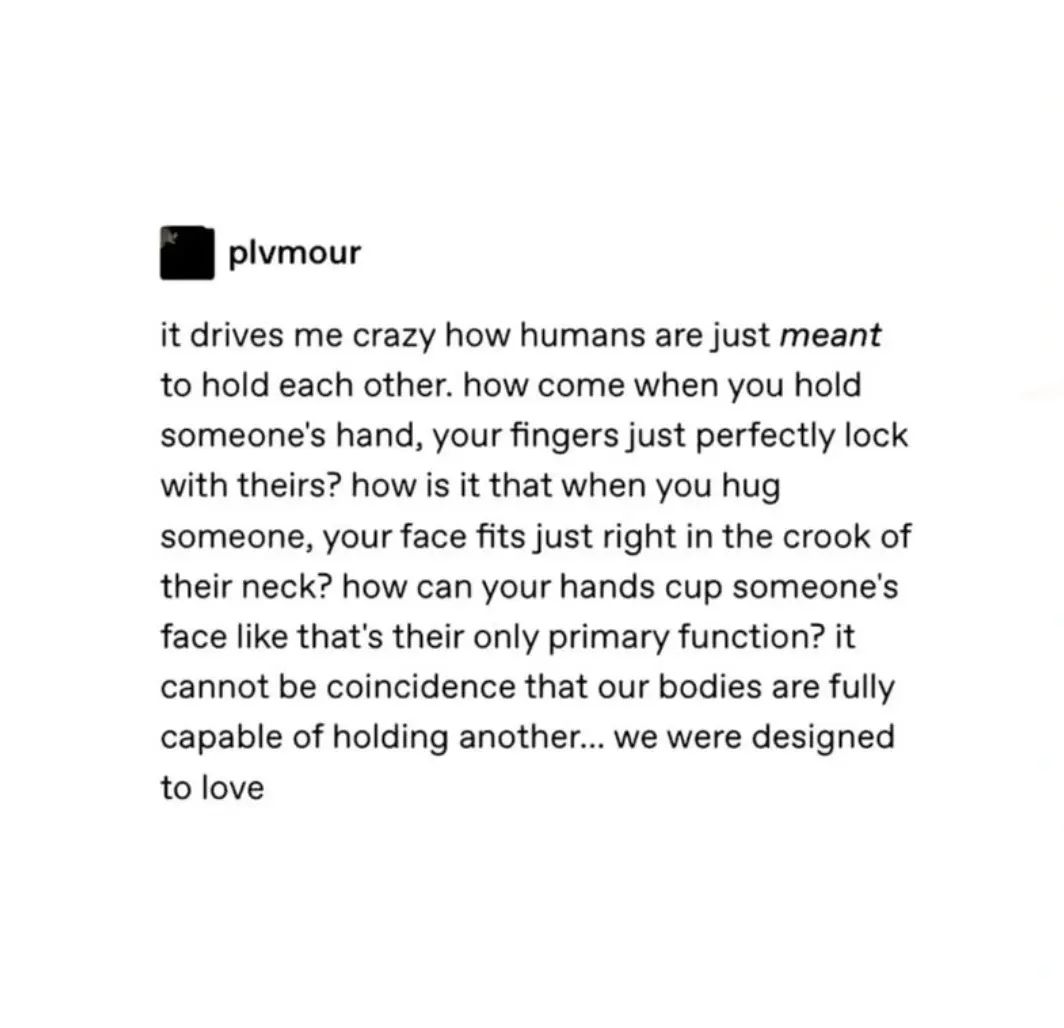 plvmour
it drives me crazy how humans are just meant
to hold each other. how come when you hold
someone's hand, your fingers just perfectly lock
with theirs? how is it that when you hug
someone, your face fits just right in the crook of
their neck? how can your hands cup someone's
face like that's their only primary function? it
cannot be coincidence that our bodies are fully
capable of holding another... we were designed
to love